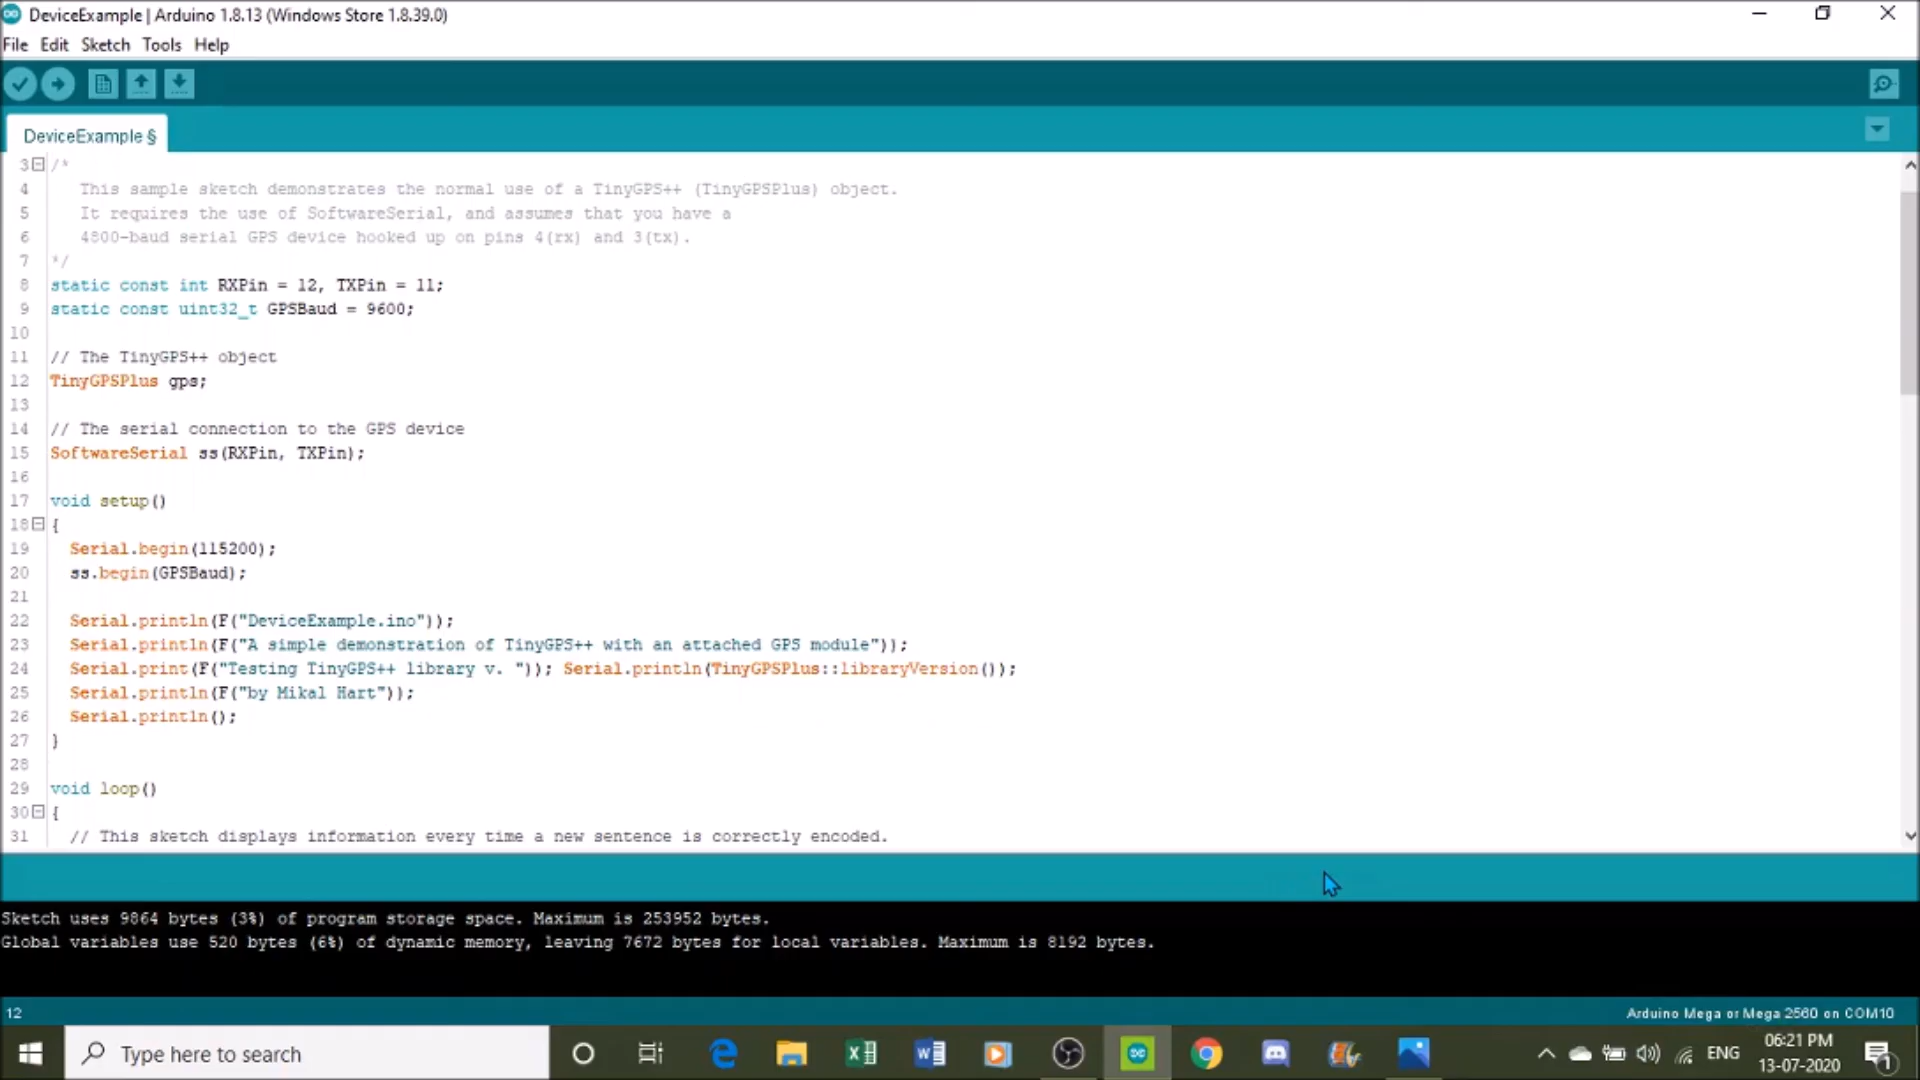 DeviceExample | Arduino 1.8.13 (Windows Store 1.8.39.0)
File Edit Sketch Tools Help
DeviceExample §
3 /*
4 This sample sketch demonstrates the normal use of a TinyGPS++ (TinyGPSPlus) object.
5 It requires the use of SoftwareSerial, and assumes that you have a
6 4800-baud serial GPS device hooked up on pins 4(rx) and 3(tx).
7 */
8 static const int RXPin = 12, TXPin = 11;
9 static const uint32_t GPSBaud = 9600;
10
11 // The TinyGPS++ object
12 TinyGPSPlus gps;
13
14 // The serial connection to the GPS device
15 SoftwareSerial ss(RXPin, TXPin);
16
17 void setup()
18 {
19 Serial.begin(115200);
20 ss.begin(GPSBaud);
21
22 Serial.println(F("DeviceExample.ino"));
23 Serial.println(F("A simple demonstration of TinyGPS++ with an attached GPS module"));
24 Serial.print(F("Testing TinyGPS++ library v. ")); Serial.println(TinyGPSPlus::libraryVersion());
25 Serial.println(F("by Mikal Hart"));
26 Serial.println();
27 }
28
29 void loop()
30 {
31 // This sketch displays information every time a new sentence is correctly encoded.
Sketch uses 9864 bytes (3%) of program storage space. Maximum is 253952 bytes.
Global variables use 520 bytes (6%) of dynamic memory, leaving 7672 bytes for local variables. Maximum is 8192 bytes.
12 Arduino Mega or Mega 2560 on COM10
Type here to search
ENG
06:21 PM
13-07-2020
1